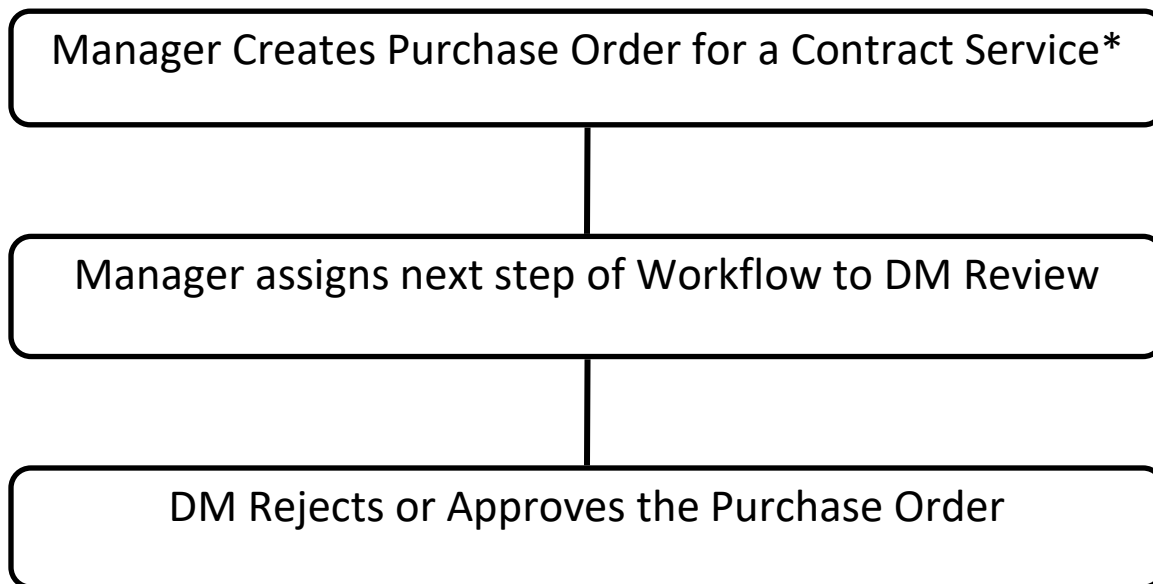 Manager Creates Purchase Order for a Contract Service*
Manager assigns next step of Workflow to DM Review
DM Rejects or Approves the Purchase Order